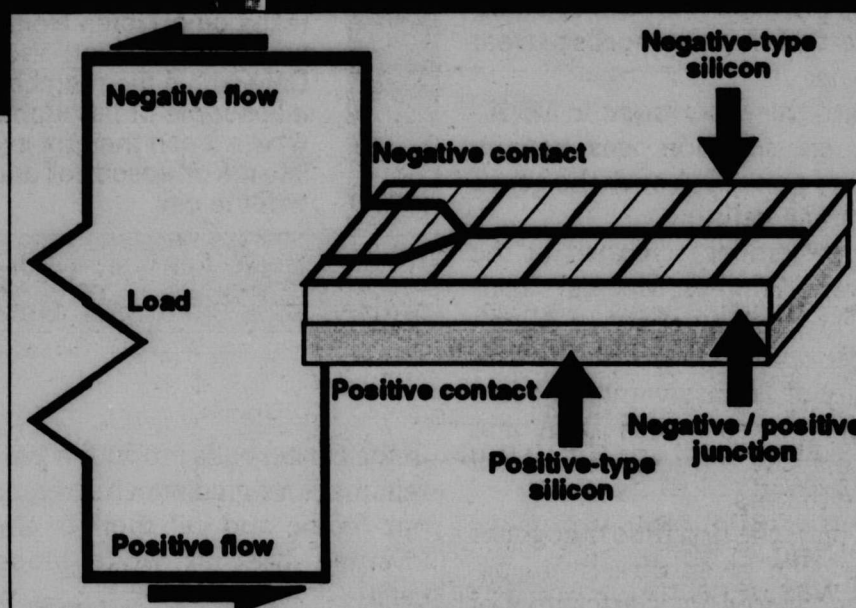 Negative-type
silicon
Negative flow
Negative contact
Load
Positive contact
Negative / positive
junction
Positive-type
silicon
Positive flow